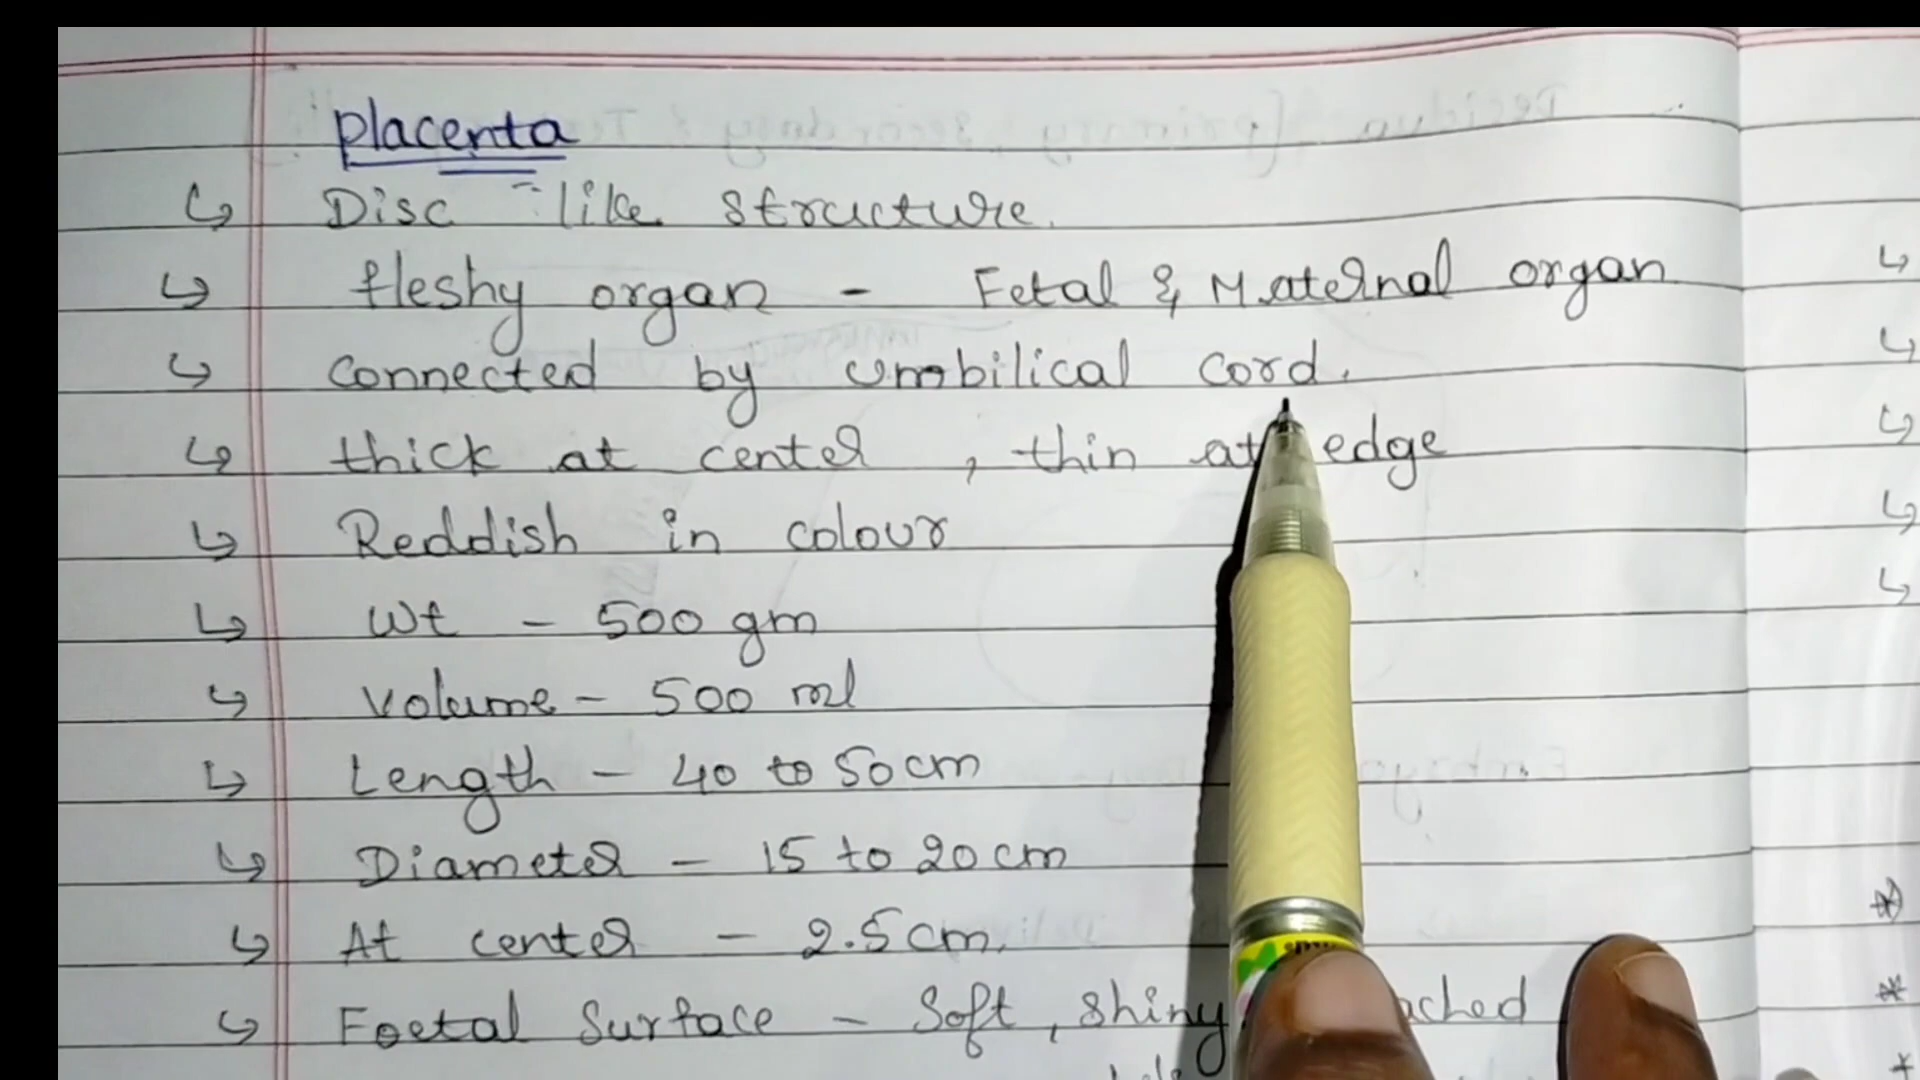 Placenta
↳ Disc like structure.
↳ fleshy organ - Fetal & Maternal organ
↳ connected by umbilical cord.
↳ thick at center , thin at edge
↳ Reddish in colour
↳ Wt - 500 gm
↳ Volume - 500 ml
↳ Length - 40 to 50 cm
↳ Diameter - 15 to 20 cm
↳ At center - 2.5 cm.
↳ Foetal Surface - Soft, shiny